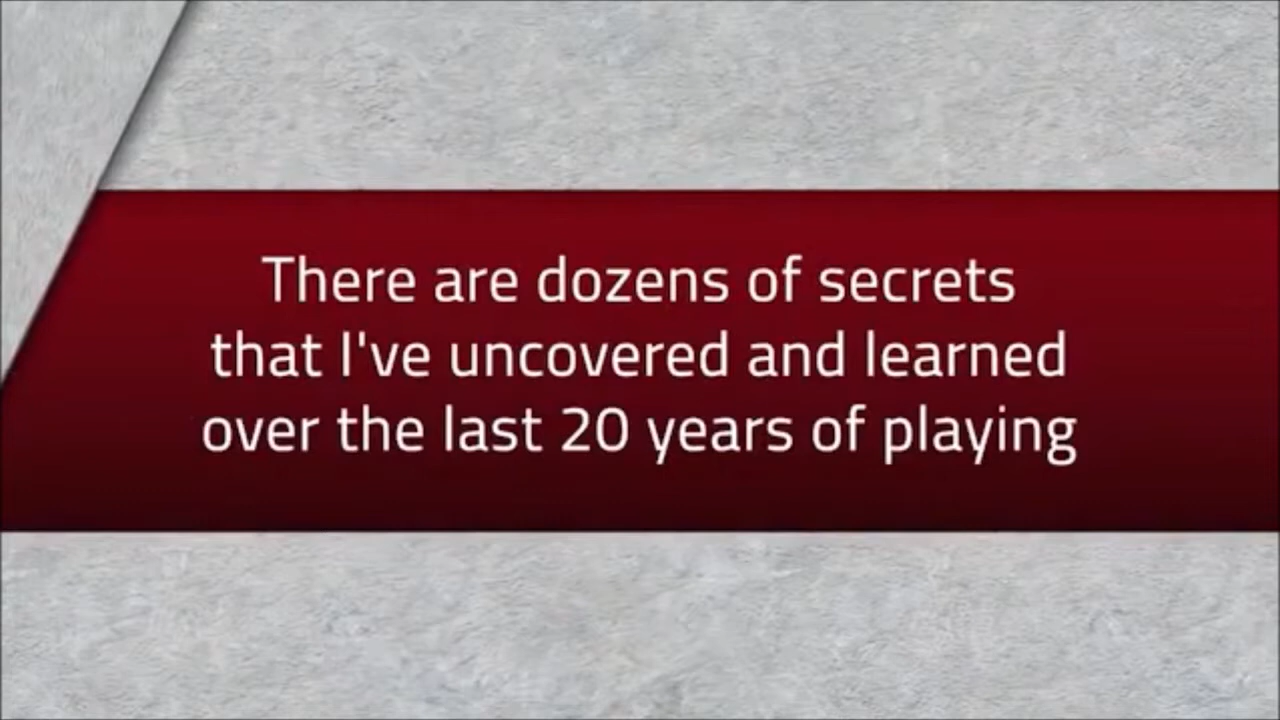 There are dozens of secrets
that I've uncovered and learned
over the last 20 years of playing